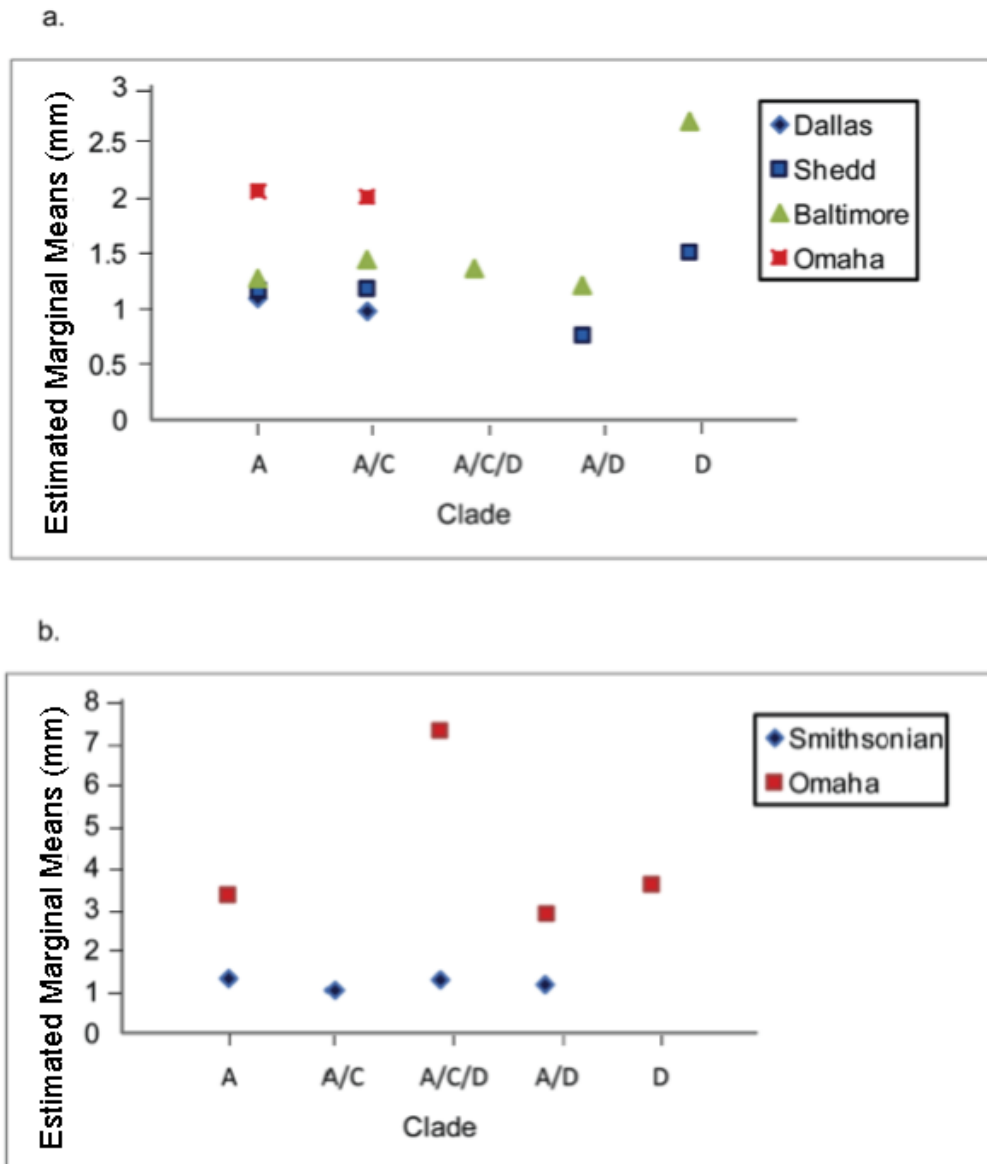 a.
Estimated Marginal Means (mm)
3
2.5
2
1.5
1
0.5
0
A A/C A/C/D A/D D
Clade
Dallas
Shedd
Baltimore
Omaha
b.
Estimated Marginal Means (mm)
8
7
6
5
4
3
2
1
0
A A/C A/C/D A/D D
Clade
Smithsonian
Omaha